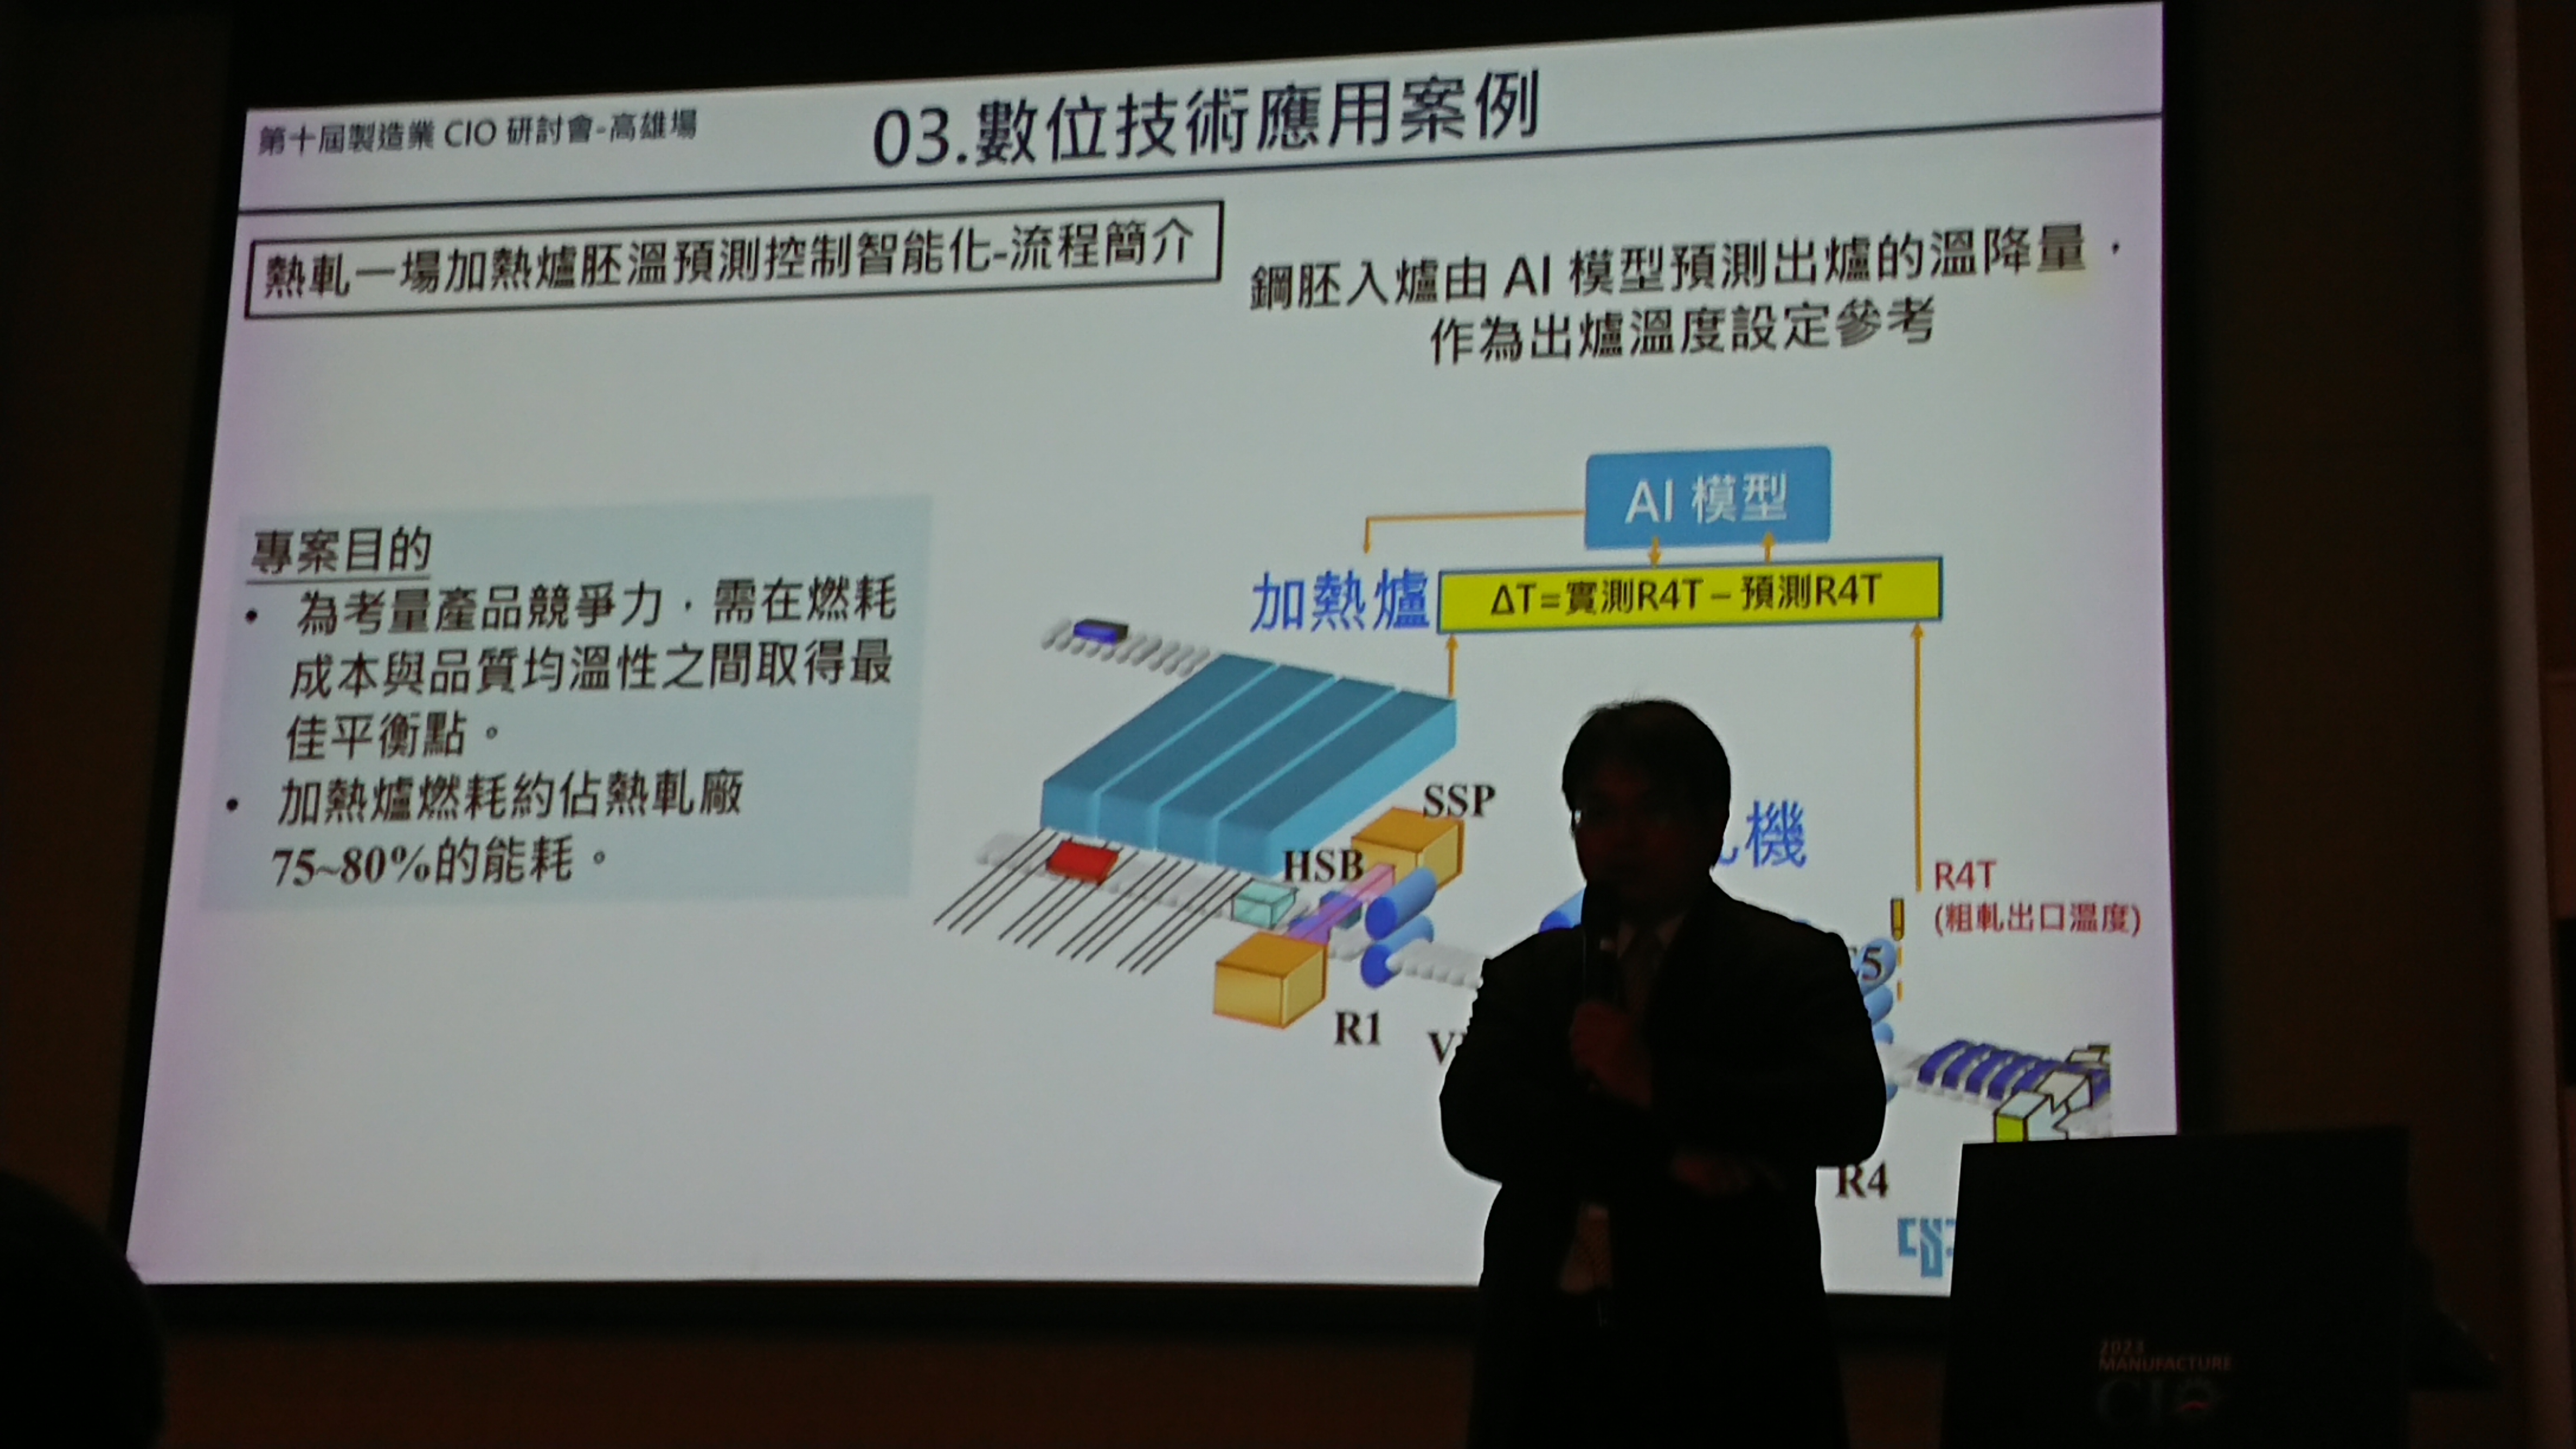 第十屆製造業 CIO 研討會-高雄場
03.數位技術應用案例
熱軋一場加熱爐胚溫預測控制智能化-流程簡介
鋼胚入爐由 AI 模型預測出爐的溫降量，
作為出爐溫度設定參考
專案目的
• 為考量產品競爭力，需在燃耗
成本與品質均溫性之間取得最
佳平衡點。
• 加熱爐燃耗約佔熱軋廠
75~80%的能耗。
AI 模型
加熱爐
ΔT=實測R4T－預測R4T
SSP
HSB
機
R4T
(粗軋出口溫度)
R1
R4
2023
MANUFACTURE
CIO